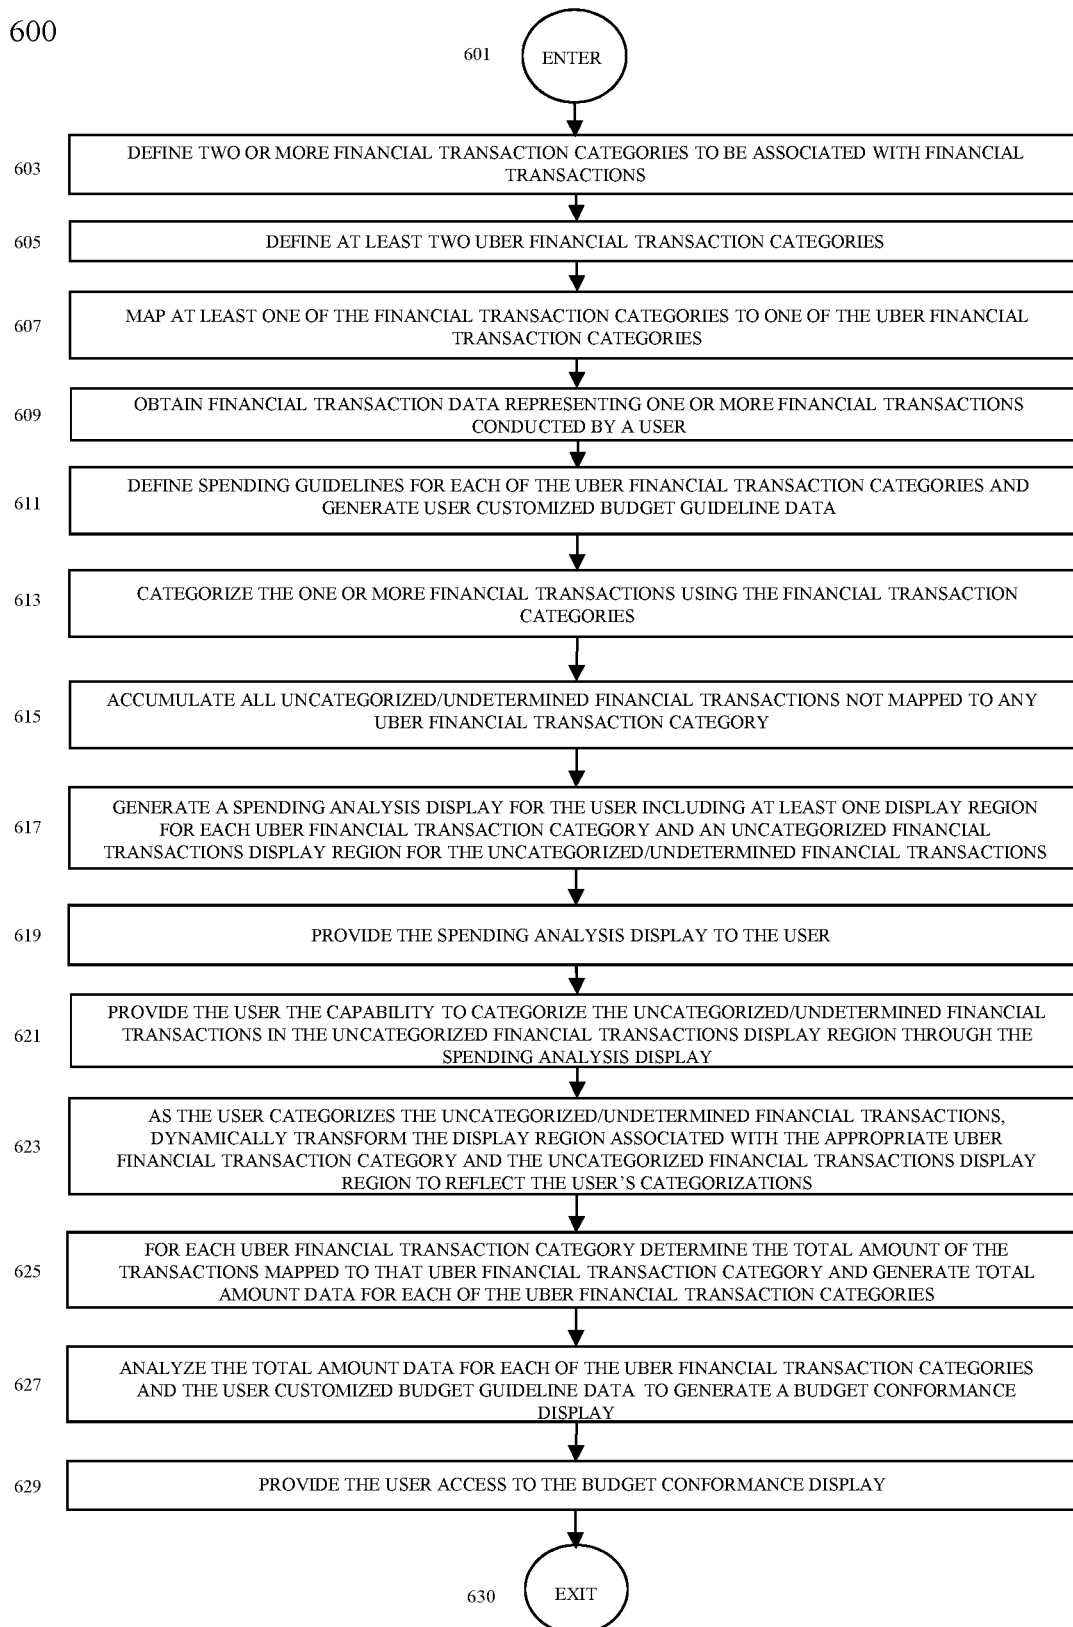 600
601
ENTER
603
DEFINE TWO OR MORE FINANCIAL TRANSACTION CATEGORIES TO BE ASSOCIATED WITH FINANCIAL
TRANSACTIONS
605
DEFINE AT LEAST TWO UBER FINANCIAL TRANSACTION CATEGORIES
607
MAP AT LEAST ONE OF THE FINANCIAL TRANSACTION CATEGORIES TO ONE OF THE UBER FINANCIAL
TRANSACTION CATEGORIES
609
OBTAIN FINANCIAL TRANSACTION DATA REPRESENTING ONE OR MORE FINANCIAL TRANSACTIONS
CONDUCTED BY A USER
611
DEFINE SPENDING GUIDELINES FOR EACH OF THE UBER FINANCIAL TRANSACTION CATEGORIES AND
GENERATE USER CUSTOMIZED BUDGET GUIDELINE DATA
613
CATEGORIZE THE ONE OR MORE FINANCIAL TRANSACTIONS USING THE FINANCIAL TRANSACTION
CATEGORIES
615
ACCUMULATE ALL UNCATEGORIZED/UNDETERMINED FINANCIAL TRANSACTIONS NOT MAPPED TO ANY
UBER FINANCIAL TRANSACTION CATEGORY
617
GENERATE A SPENDING ANALYSIS DISPLAY FOR THE USER INCLUDING AT LEAST ONE DISPLAY REGION
FOR EACH UBER FINANCIAL TRANSACTION CATEGORY AND AN UNCATEGORIZED FINANCIAL
TRANSACTIONS DISPLAY REGION FOR THE UNCATEGORIZED/UNDETERMINED FINANCIAL TRANSACTIONS
619
PROVIDE THE SPENDING ANALYSIS DISPLAY TO THE USER
621
PROVIDE THE USER THE CAPABILITY TO CATEGORIZE THE UNCATEGORIZED/UNDETERMINED FINANCIAL
TRANSACTIONS IN THE UNCATEGORIZED FINANCIAL TRANSACTIONS DISPLAY REGION THROUGH THE
SPENDING ANALYSIS DISPLAY
623
AS THE USER CATEGORIZES THE UNCATEGORIZED/UNDETERMINED FINANCIAL TRANSACTIONS,
DYNAMICALLY TRANSFORM THE DISPLAY REGION ASSOCIATED WITH THE APPROPRIATE UBER
FINANCIAL TRANSACTION CATEGORY AND THE UNCATEGORIZED FINANCIAL TRANSACTIONS DISPLAY
REGION TO REFLECT THE USER'S CATEGORIZATIONS
625
FOR EACH UBER FINANCIAL TRANSACTION CATEGORY DETERMINE THE TOTAL AMOUNT OF THE
TRANSACTIONS MAPPED TO THAT UBER FINANCIAL TRANSACTION CATEGORY AND GENERATE TOTAL
AMOUNT DATA FOR EACH OF THE UBER FINANCIAL TRANSACTION CATEGORIES
627
ANALYZE THE TOTAL AMOUNT DATA FOR EACH OF THE UBER FINANCIAL TRANSACTION CATEGORIES
AND THE USER CUSTOMIZED BUDGET GUIDELINE DATA TO GENERATE A BUDGET CONFORMANCE
DISPLAY
629
PROVIDE THE USER ACCESS TO THE BUDGET CONFORMANCE DISPLAY
630
EXIT